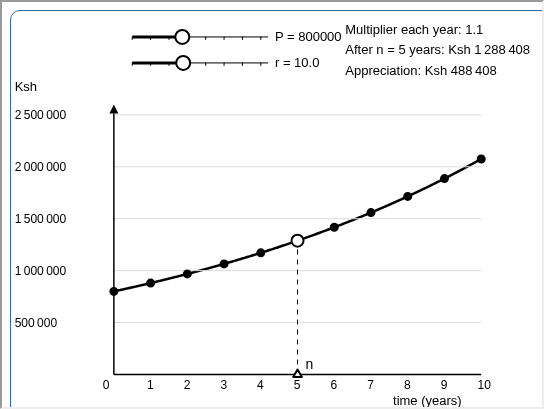 P = 800000
r = 10.0
Multiplier each year: 1.1
After n = 5 years: Ksh 1 288 408
Appreciation: Ksh 488 408
Ksh
2 500 000
2 000 000
1 500 000
1 000 000
500 000
n
0 1 2 3 4 5 6 7 8 9 10
time (years)